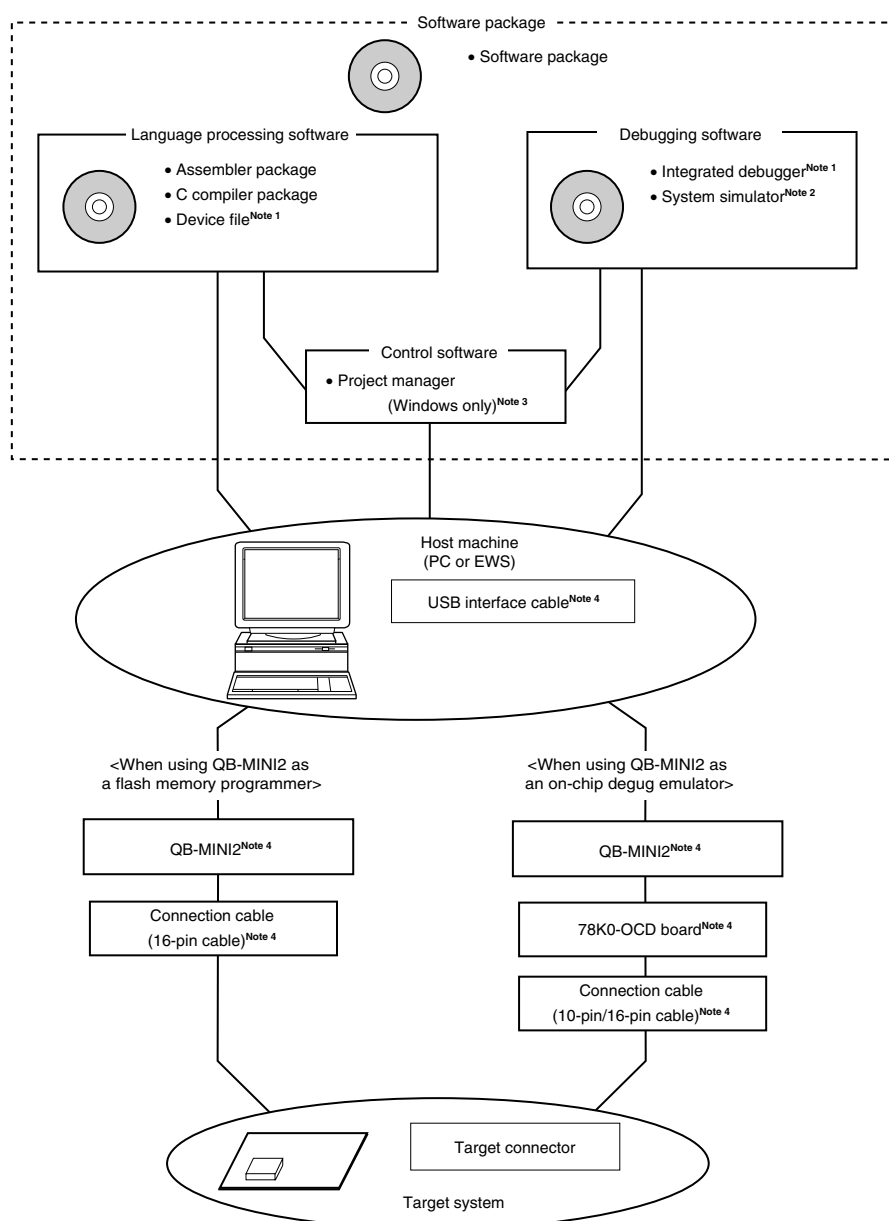 Software package
• Software package
Language processing software
• Assembler package
• C compiler package
• Device fileNote 1
Debugging software
• Integrated debuggerNote 1
• System simulatorNote 2
Control software
• Project manager
(Windows only)Note 3
Host machine
(PC or EWS)
USB interface cableNote 4
<When using QB-MINI2 as
a flash memory programmer>
QB-MINI2Note 4
Connection cable
(16-pin cable)Note 4
<When using QB-MINI2 as
an on-chip degug emulator>
QB-MINI2Note 4
78K0-OCD boardNote 4
Connection cable
(10-pin/16-pin cable)Note 4
Target connector
Target system